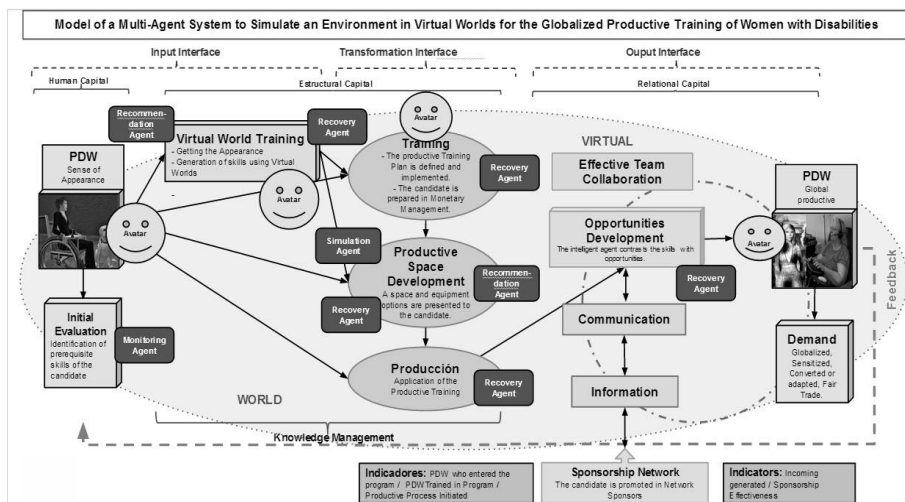 Model of a Multi-Agent System to Simulate an Environment in Virtual Worlds for the Globalized Productive Training of Women with Disabilities
Input Interface
Transformation Interface
Ouput Interface
Human Capital
Estructural Capital
Relational Capital
Recommen-
dation
Agent
Virtual World Training
- Getting the Appearance
- Generation of skills using Virtual
Worlds
Recovery
Agent
Avatar
Training
- The productive Training
Plan is defined and
implemented.
- The candidate is
prepared in Monetary
Management.
Recovery
Agent
VIRTUAL
Effective Team
Collaboration
PDW
Sense of
Appearance
Avatar
Avatar
PDW
Global
productive
Avatar
Simulation
Agent
Productive
Space
Development
A space and equipment
options are presented to
the candidate.
Recommen-
dation
Agent
Recovery
Agent
Opportunities
Development
The intelligent agent contrasts the skills with
opportunities.
Recovery
Agent
Feedback
Initial
Evaluation
Identification of
prerequisite
skills of the
candidate
Monitoring
Agent
Communication
Demand
Globalized,
Sensitized,
Converted or
adapted, Fair
Trade.
Producción
Application of the
Productive Training
Recovery
Agent
Information
WORLD
Knowledge Management
Indicadores: PDW who entered the
program / PDW Trained in Program /
Productive Process Initiated
Sponsorship Network
The candidate is promoted in Network
Sponsors
Indicators: Incoming
generated / Sponsorship
Effectiveness